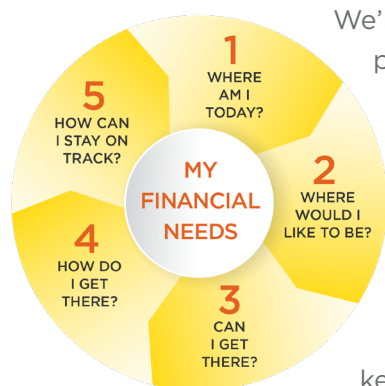 We'
p
1
WHERE
AM I
TODAY?
2
WHERE
WOULD I
LIKE TO BE?
3
CAN
I GET
THERE?
4
HOW DO
I GET
THERE?
5
HOW CAN
I STAY ON
TRACK?
MY
FINANCIAL
NEEDS
ke